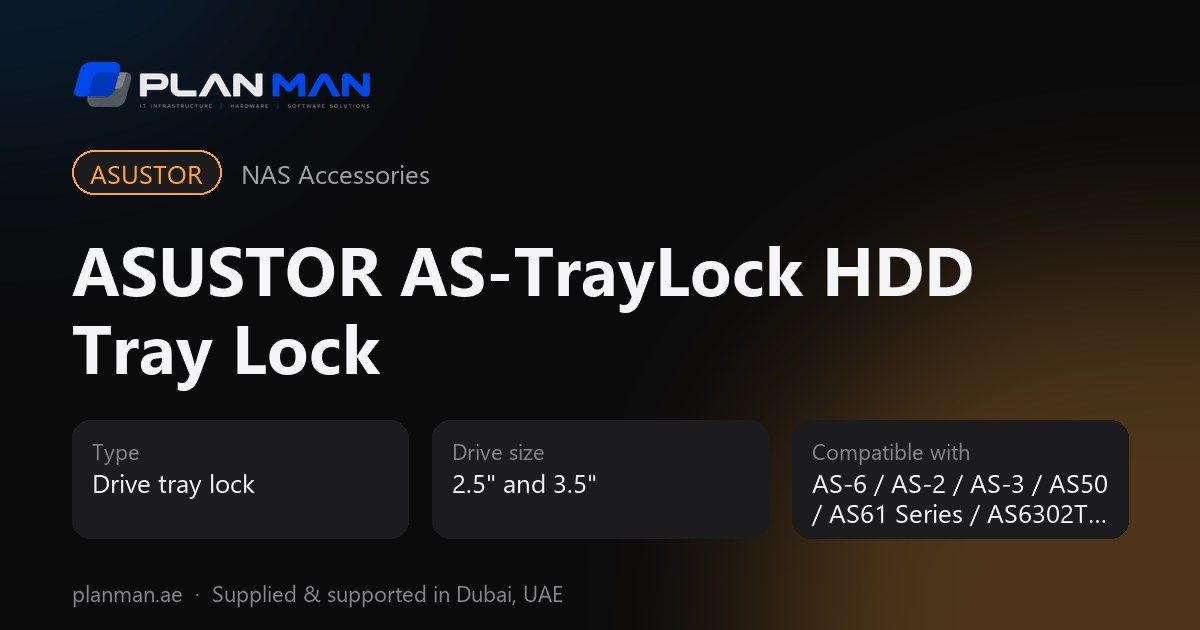 PLAN MAN
IT INFRASTRUCTURE | HARDWARE | SOFTWARE SOLUTIONS
ASUSTOR NAS Accessories
ASUSTOR AS-TrayLock HDD
Tray Lock
Type
Drive tray lock
Drive size
2.5" and 3.5"
Compatible with
AS-6 / AS-2 / AS-3 / AS50
/ AS61 Series / AS6302T...
planman.ae · Supplied & supported in Dubai, UAE